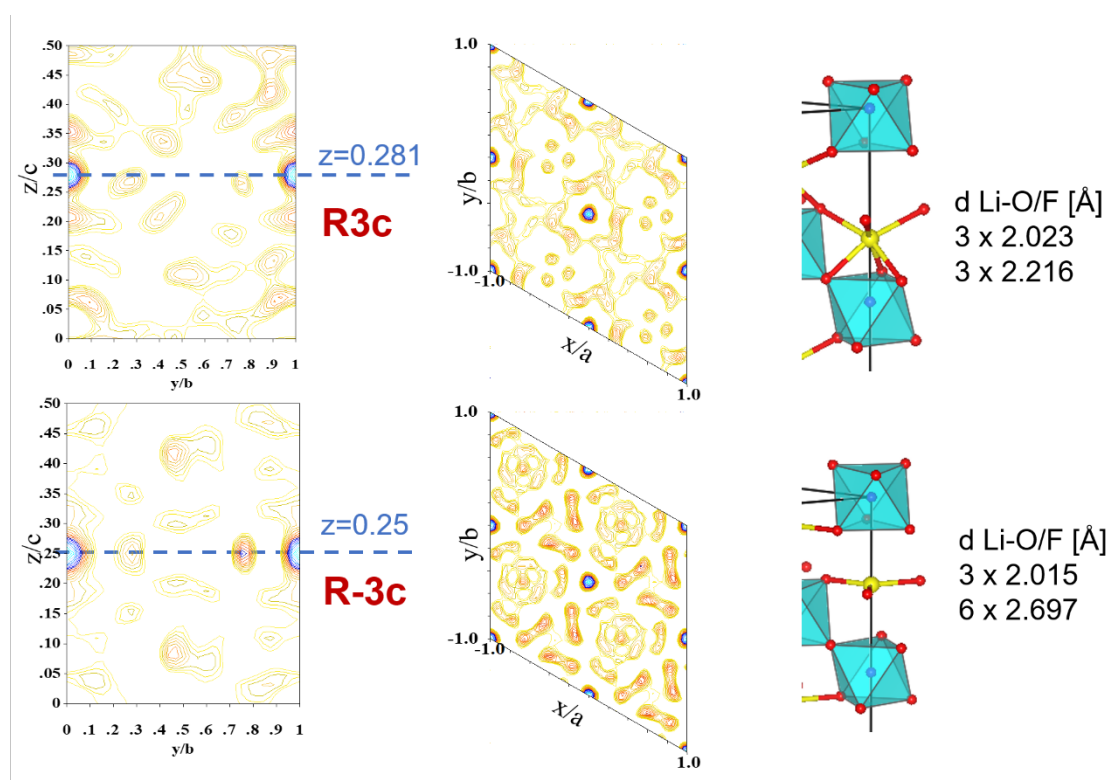 z/c
.50
.45
.40
.35
.30
.25
.20
.15
.10
.05
0
0 .1 .2 .3 .4 .5 .6 .7 .8 .9 1
y/b
z=0.281
R3c
1.0
y/b
-1.0
-1.0
x/a
1.0
d Li-O/F [Å]
3 x 2.023
3 x 2.216
z/c
.50
.45
.40
.35
.30
.25
.20
.15
.10
.05
0
0 .1 .2 .3 .4 .5 .6 .7 .8 .9 1
y/b
z=0.25
R-3c
1.0
y/b
-1.0
-1.0
x/a
1.0
d Li-O/F [Å]
3 x 2.015
6 x 2.697